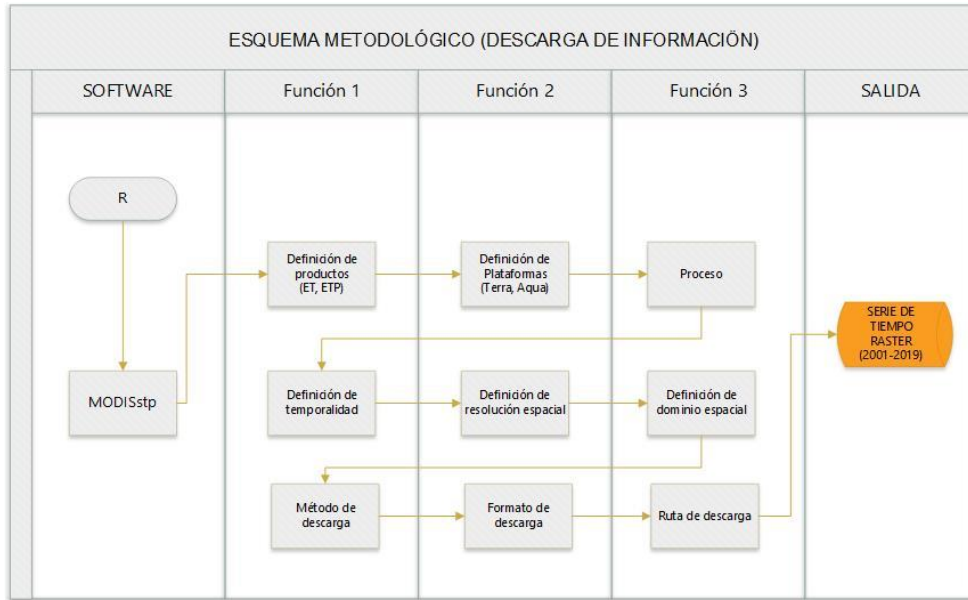 ESQUEMA METODOLÓGICO (DESCARGA DE INFORMACIÖN)
SOFTWARE
Función 1
Función 2
Función 3
SALIDA
R
MODISstp
Definición de
productos
(ET, ETP)
Definición de
Plataformas
(Terra, Aqua)
Proceso
Definición de
temporalidad
Definición de
resolución espacial
Definición de
dominio espacial
Método de
descarga
Formato de
descarga
Ruta de descarga
SERIE DE
TIEMPO
RASTER
(2001-2019)